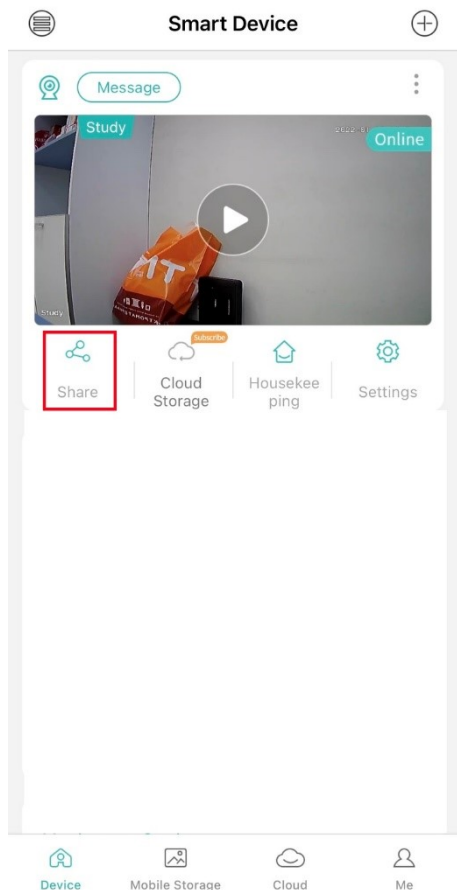 Smart Device
Message
Study
Online
Study
Subscribe
Share
Cloud
Storage
Housekee
ping
Settings
Device
Mobile Storage
Cloud
Me